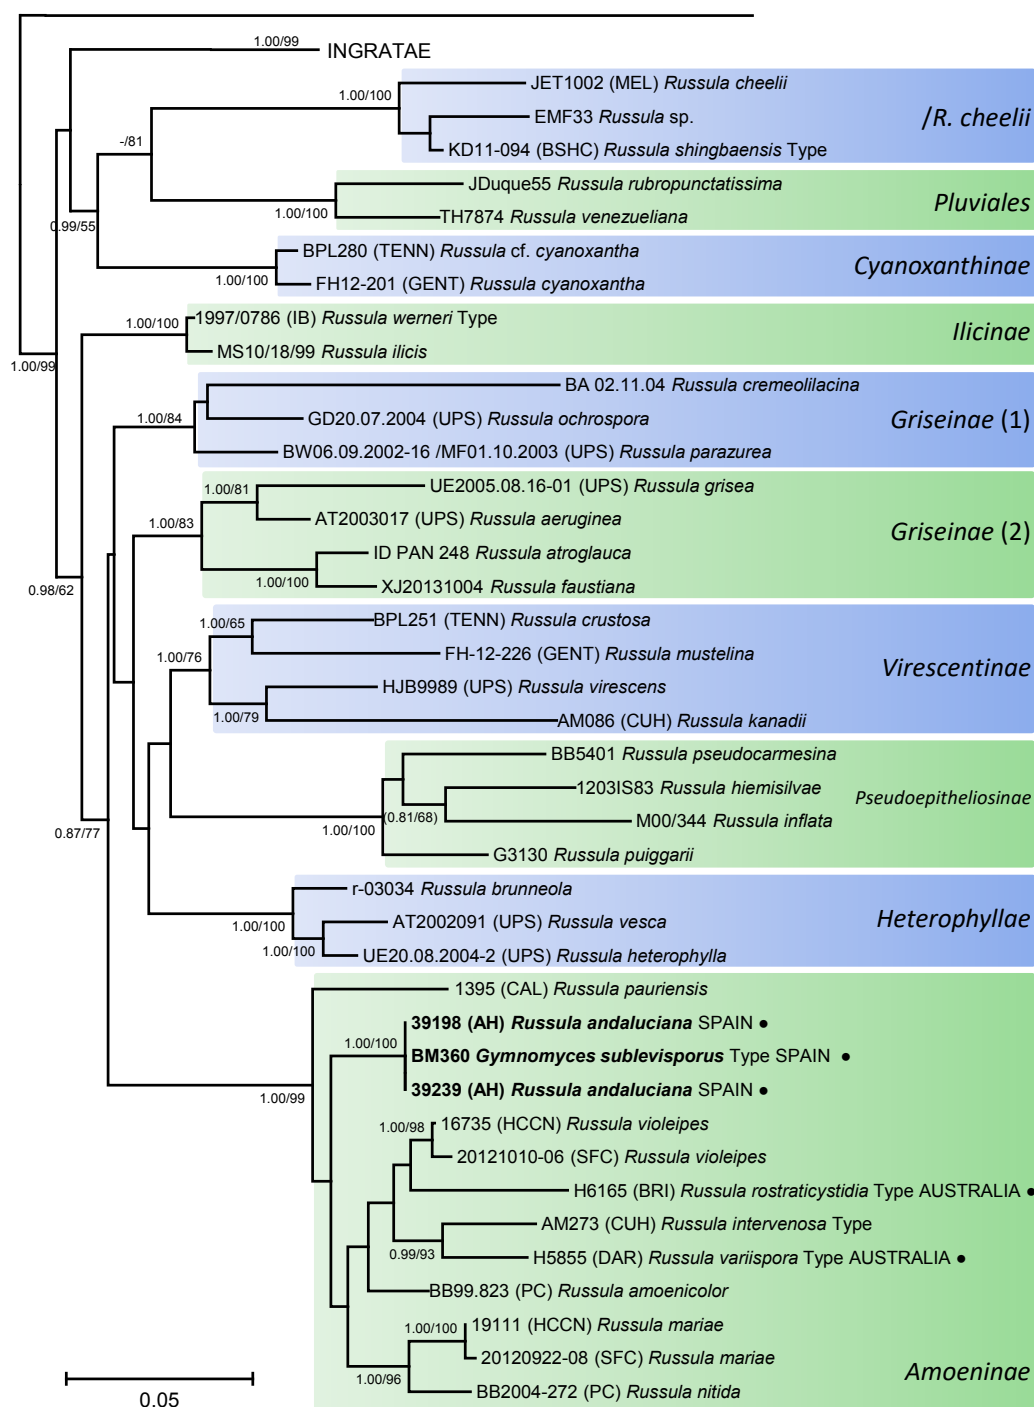 1.00/99
INGRATAE
JET1002 (MEL) Russula cheelii
1.00/100
EMF33 Russula sp.
/R. cheelii
-/81
KD11-094 (BSHC) Russula shingbaensis Type
JDuque55 Russula rubropunctatissima
Pluviales
1.00/100
TH7874 Russula venezueliana
0.99/55
BPL280 (TENN) Russula cf. cyanoxantha
Cyanoxanthinae
1.00/100
FH12-201 (GENT) Russula cyanoxantha
1997/0786 (IB) Russula werneri Type
1.00/100
Ilicinae
MS10/18/99 Russula ilicis
1.00/99
BA 02.11.04 Russula cremeolilacina
1.00/84
GD20.07.2004 (UPS) Russula ochrospora
Griseinae (1)
BW06.09.2002-16 /MF01.10.2003 (UPS) Russula parazurea
1.00/81
UE2005.08.16-01 (UPS) Russula grisea
1.00/83
AT2003017 (UPS) Russula aeruginea
Griseinae (2)
ID PAN 248 Russula atroglauca
1.00/100
XJ20131004 Russula faustiana
0.98/62
1.00/65
BPL251 (TENN) Russula crustosa
1.00/76
FH-12-226 (GENT) Russula mustelina
Virescentinae
HJB9989 (UPS) Russula virescens
1.00/79
AM086 (CUH) Russula kanadii
BB5401 Russula pseudocarmesina
1203IS83 Russula hiemisilvae
Pseudoepitheliosinae
(0.81/68)
M00/344 Russula inflata
1.00/100
0.87/77
G3130 Russula puiggarii
r-03034 Russula brunneola
1.00/100
AT2002091 (UPS) Russula vesca
Heterophyllae
1.00/100
UE20.08.2004-2 (UPS) Russula heterophylla
1395 (CAL) Russula pauriensis
39198 (AH) Russula andaluciana SPAIN ●
1.00/100
BM360 Gymnomyces sublevisporus Type SPAIN ●
39239 (AH) Russula andaluciana SPAIN ●
1.00/99
16735 (HCCN) Russula violeipes
1.00/98
20121010-06 (SFC) Russula violeipes
H6165 (BRI) Russula rostraticystidia Type AUSTRALIA ●
AM273 (CUH) Russula intervenosa Type
0.99/93
H5855 (DAR) Russula variispora Type AUSTRALIA ●
BB99.823 (PC) Russula amoenicolor
1.00/100
19111 (HCCN) Russula mariae
20120922-08 (SFC) Russula mariae
Amoeninae
1.00/96
BB2004-272 (PC) Russula nitida
0.05